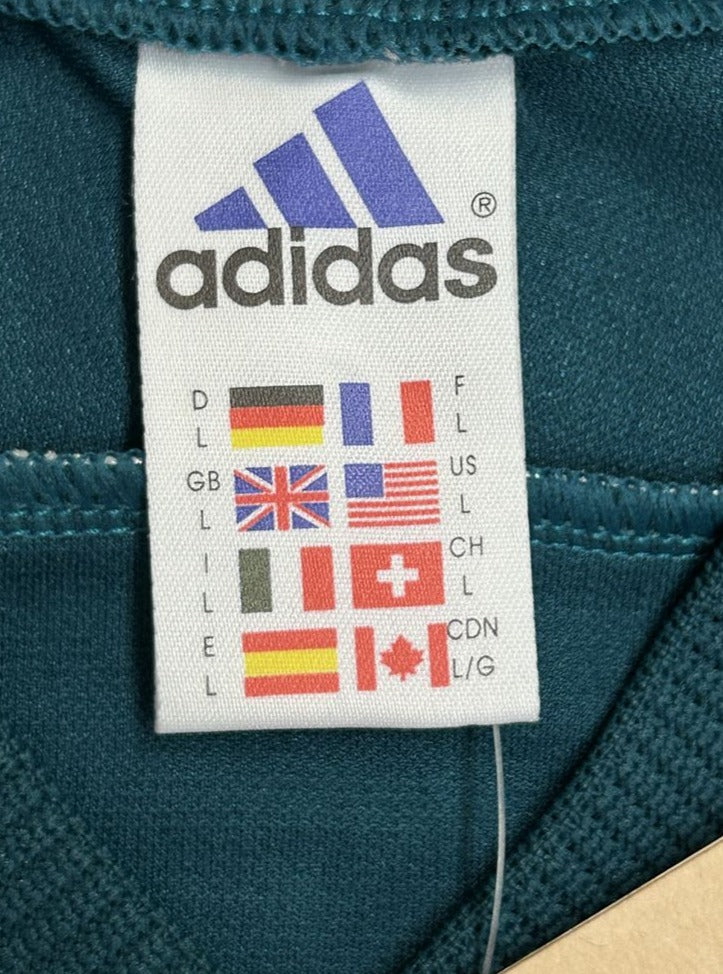 adidas ®
D F
L L
GB US
L L
I CH
L L
E CDN
L L/G